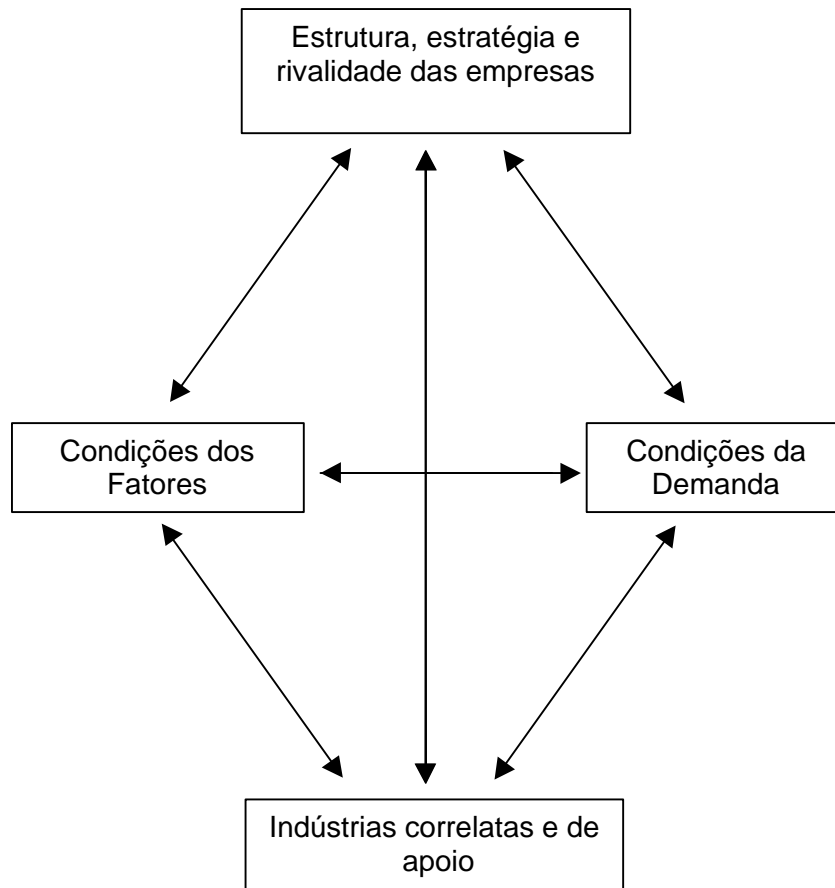 Estrutura, estratégia e
rivalidade das empresas
Condições dos
Fatores
Condições da
Demanda
Indústrias correlatas e de
apoio